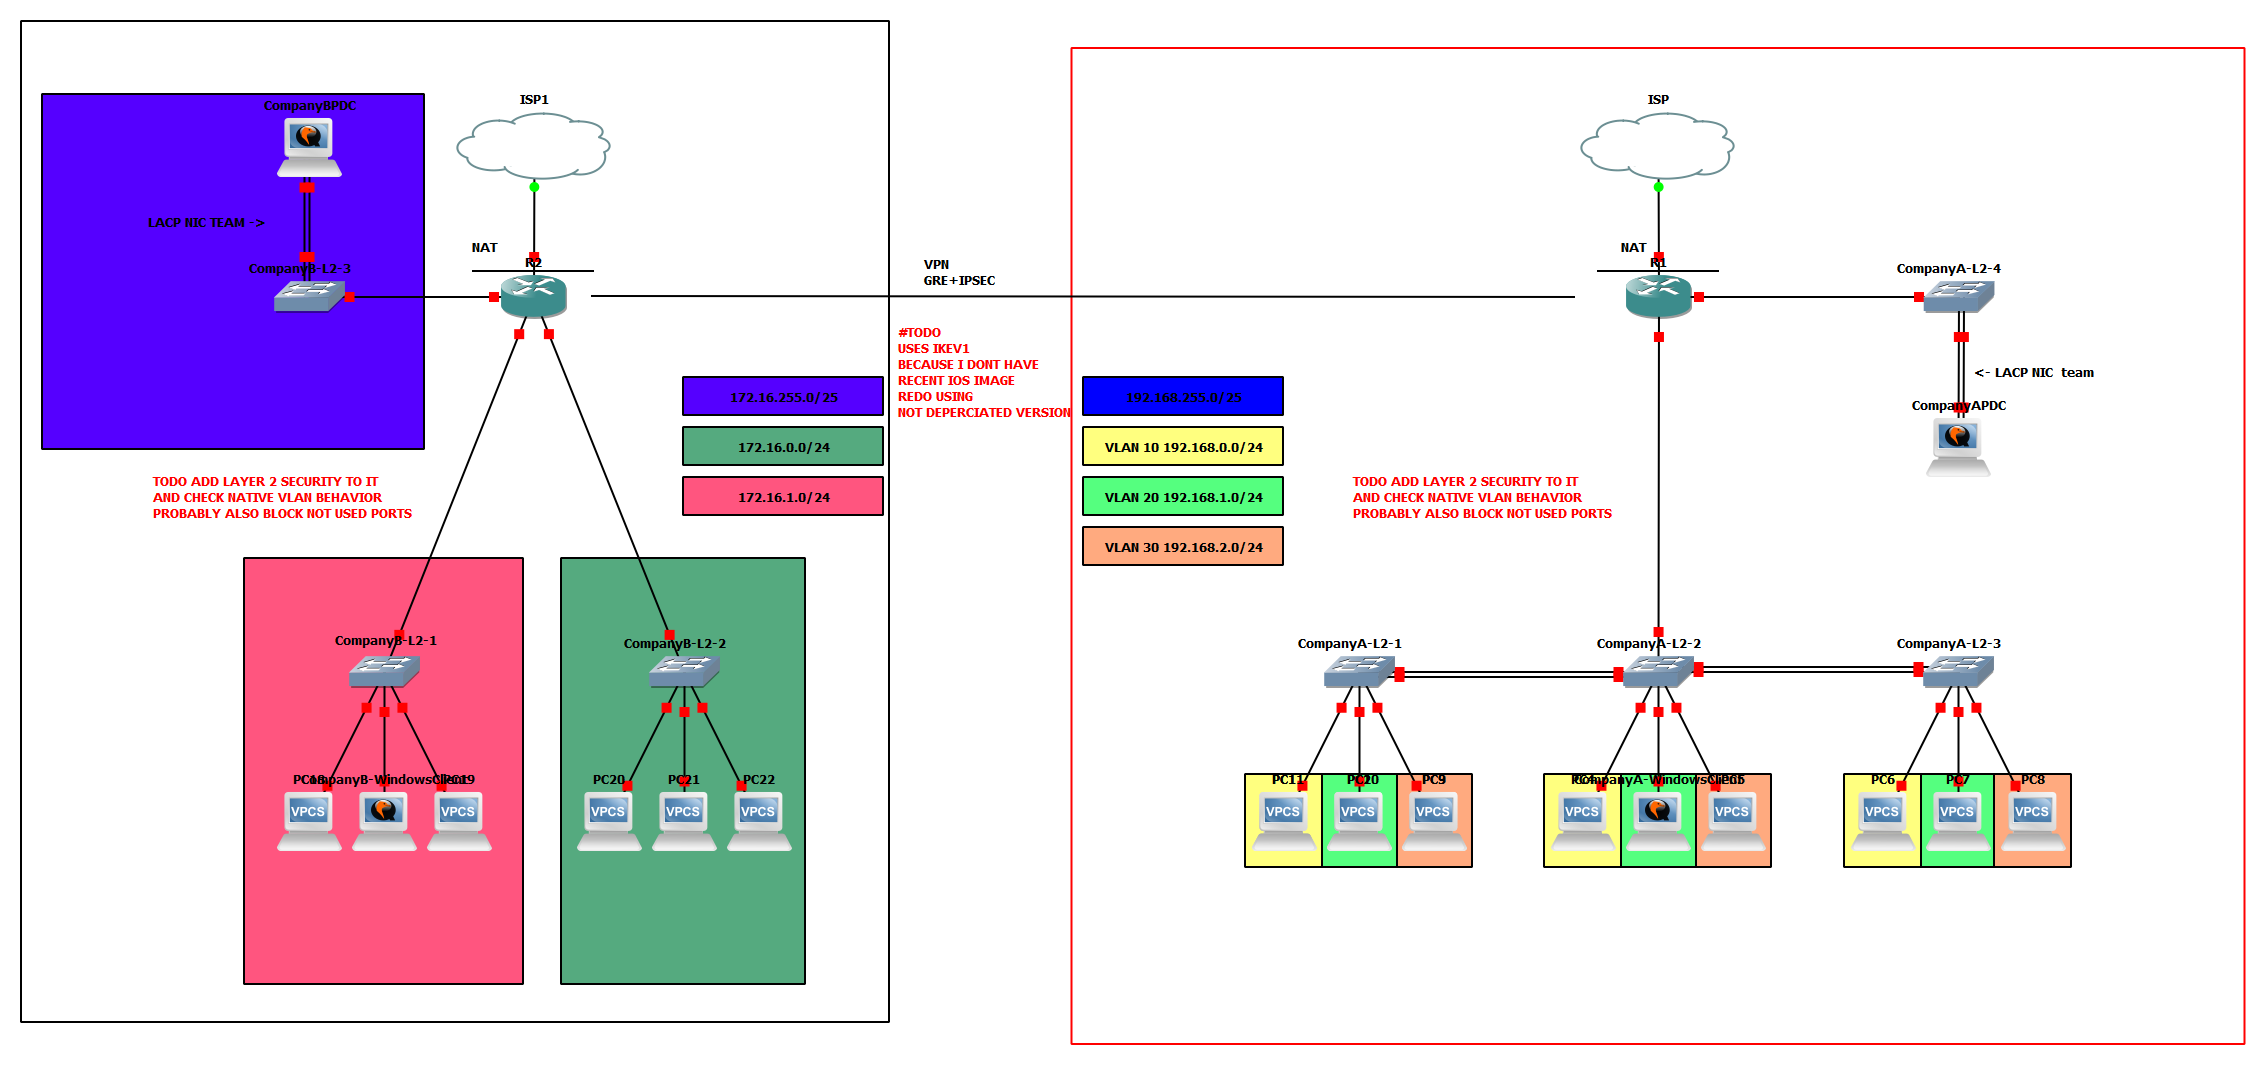 CompanyBPDC
ISP1
LACP NIC TEAM ->
NAT
R2
CompanyB-L2-3
VPN
GRE+IPSEC
#TODO
USES IKEV1
BECAUSE I DONT HAVE
RECENT IOS IMAGE
REDO USING
NOT DEPERCIATED VERSION
172.16.255.0/25
172.16.0.0/24
172.16.1.0/24
TODO ADD LAYER 2 SECURITY TO IT
AND CHECK NATIVE VLAN BEHAVIOR
PROBABLY ALSO BLOCK NOT USED PORTS
CompanyB-L2-1
CompanyB-L2-2
PC18
CompanyB-WindowsClient
PC19
PC20
PC21
PC22
VPCS
VPCS
VPCS
VPCS
VPCS
ISP
NAT
R1
CompanyA-L2-4
<- LACP NIC team
CompanyAPDC
192.168.255.0/25
VLAN 10 192.168.0.0/24
VLAN 20 192.168.1.0/24
VLAN 30 192.168.2.0/24
TODO ADD LAYER 2 SECURITY TO IT
AND CHECK NATIVE VLAN BEHAVIOR
PROBABLY ALSO BLOCK NOT USED PORTS
CompanyA-L2-1
CompanyA-L2-2
CompanyA-L2-3
PC11
PC10
PC9
PC4
CompanyA-WindowsClient
PC5
PC6
PC7
PC8
VPCS
VPCS
VPCS
VPCS
VPCS
VPCS
VPCS
VPCS